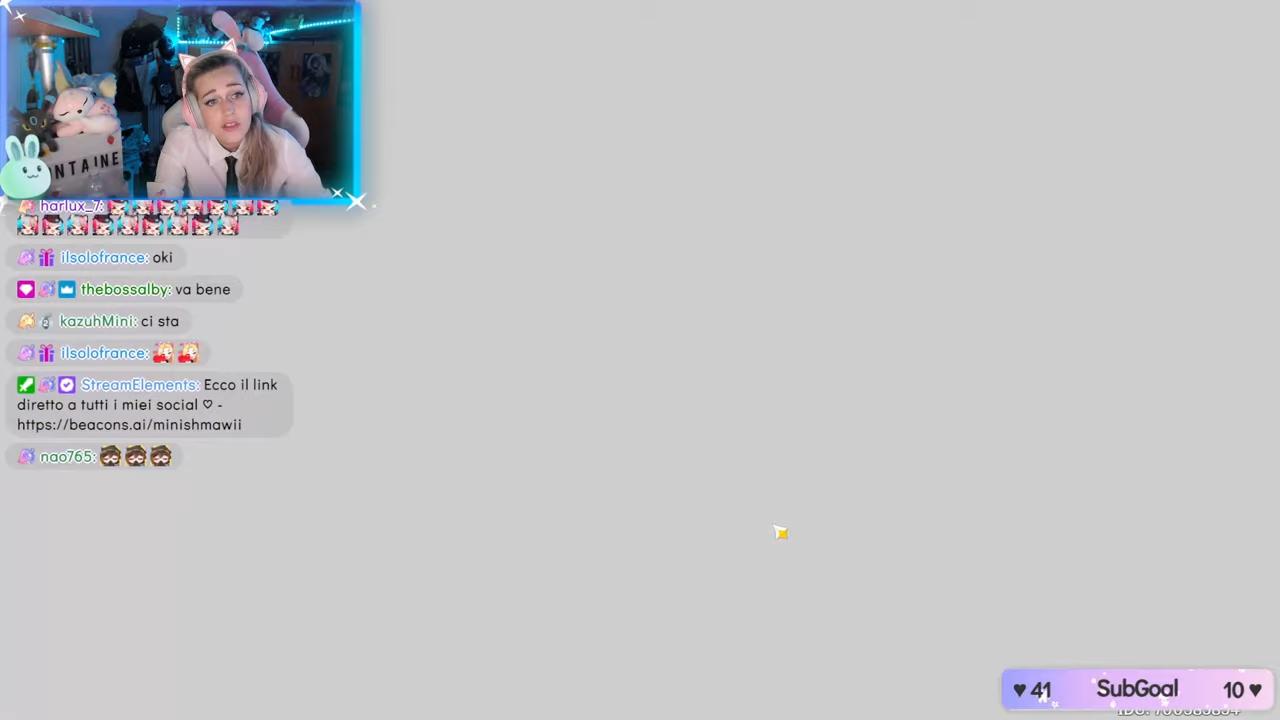 NTAINE
harlux_7:
ilsolofrance: oki
thebossalby: va bene
kazuhMini: ci sta
ilsolofrance:
StreamElements: Ecco il link
diretto a tutti i miei social ♡ -
https://beacons.ai/minishmawii
nao765:
♥ 41 SubGoal 10 ♥